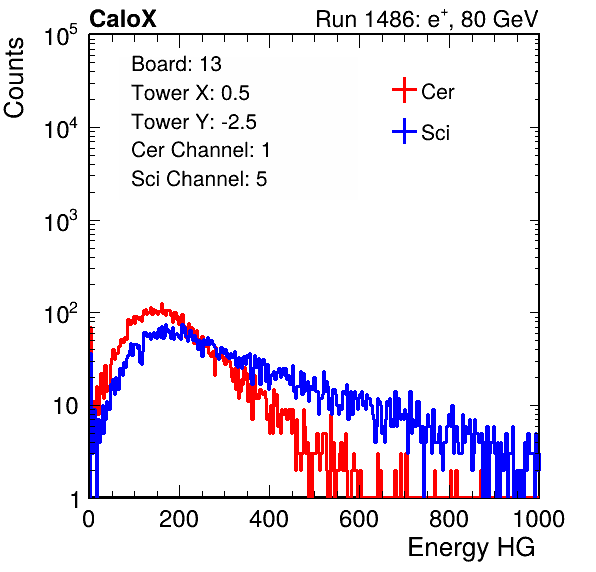 CaloX Run 1486: e⁺, 80 GeV
Counts
10⁵
10⁴
10³
10²
10
1
Board: 13
Tower X: 0.5
Tower Y: -2.5
Cer Channel: 1
Sci Channel: 5
Cer
Sci
0 200 400 600 800 1000
Energy HG